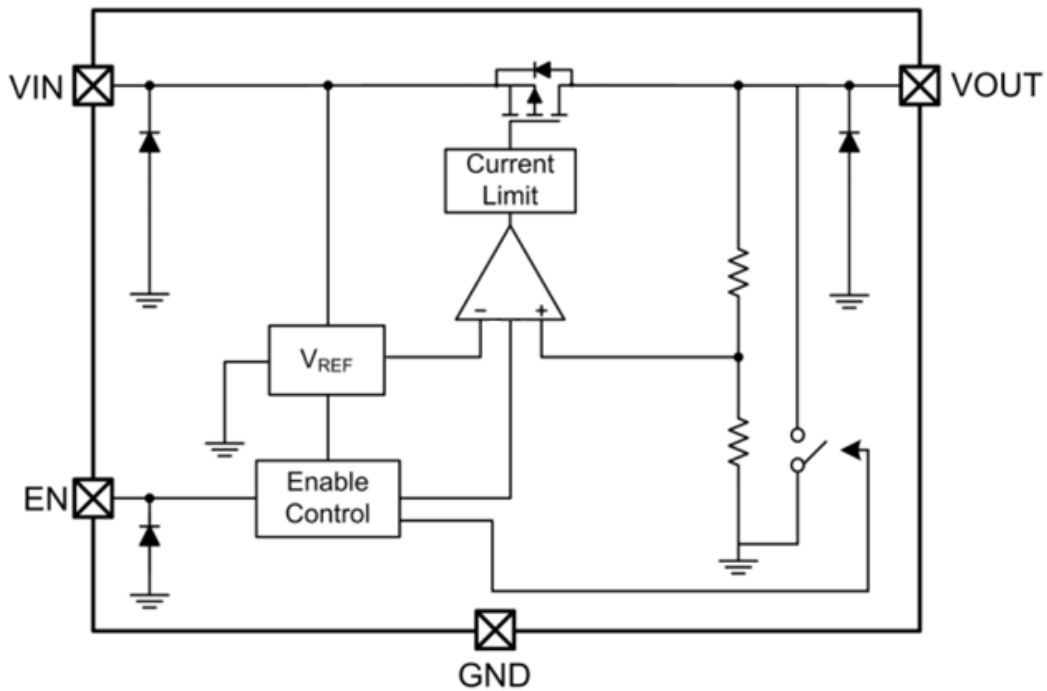 VIN
VOUT
Current
Limit
- +
VREF
Enable
Control
EN
GND